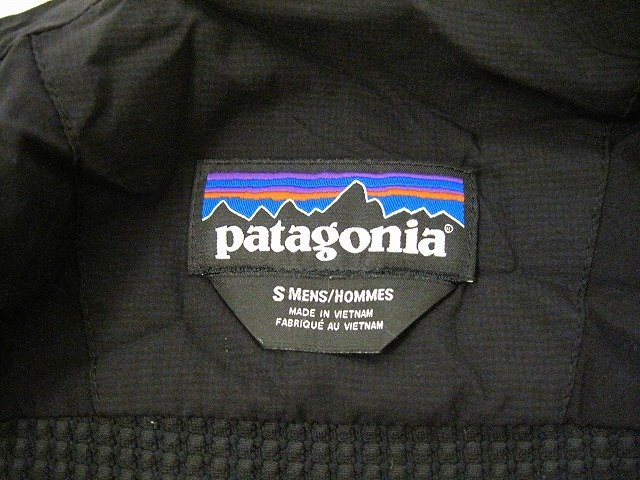 patagonia®
S MENS/HOMMES
MADE IN VIETNAM
FABRIQUÉ AU VIETNAM